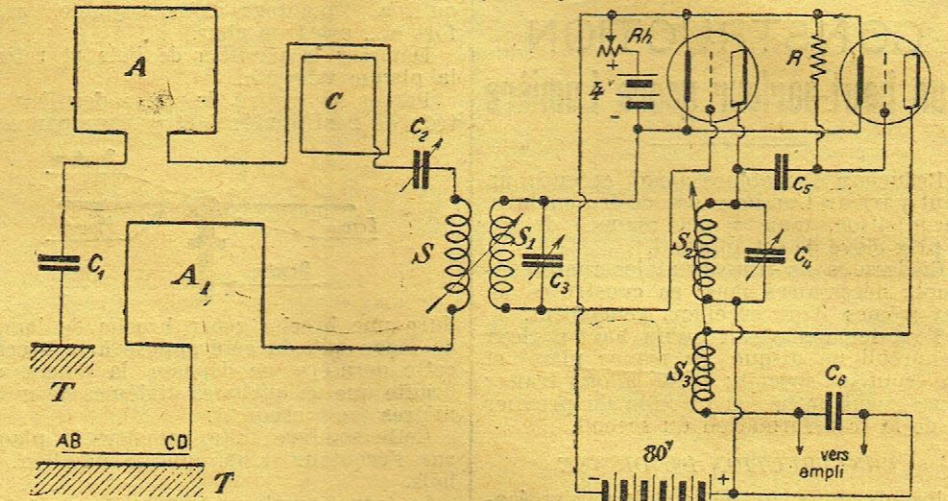 A
C
C2
A1
C1
T
AB CD
T
S
S1
C3
Rh
+
4v
-
R
C5
S2
C4
S3
C6
vers
ampli
80v
-
+